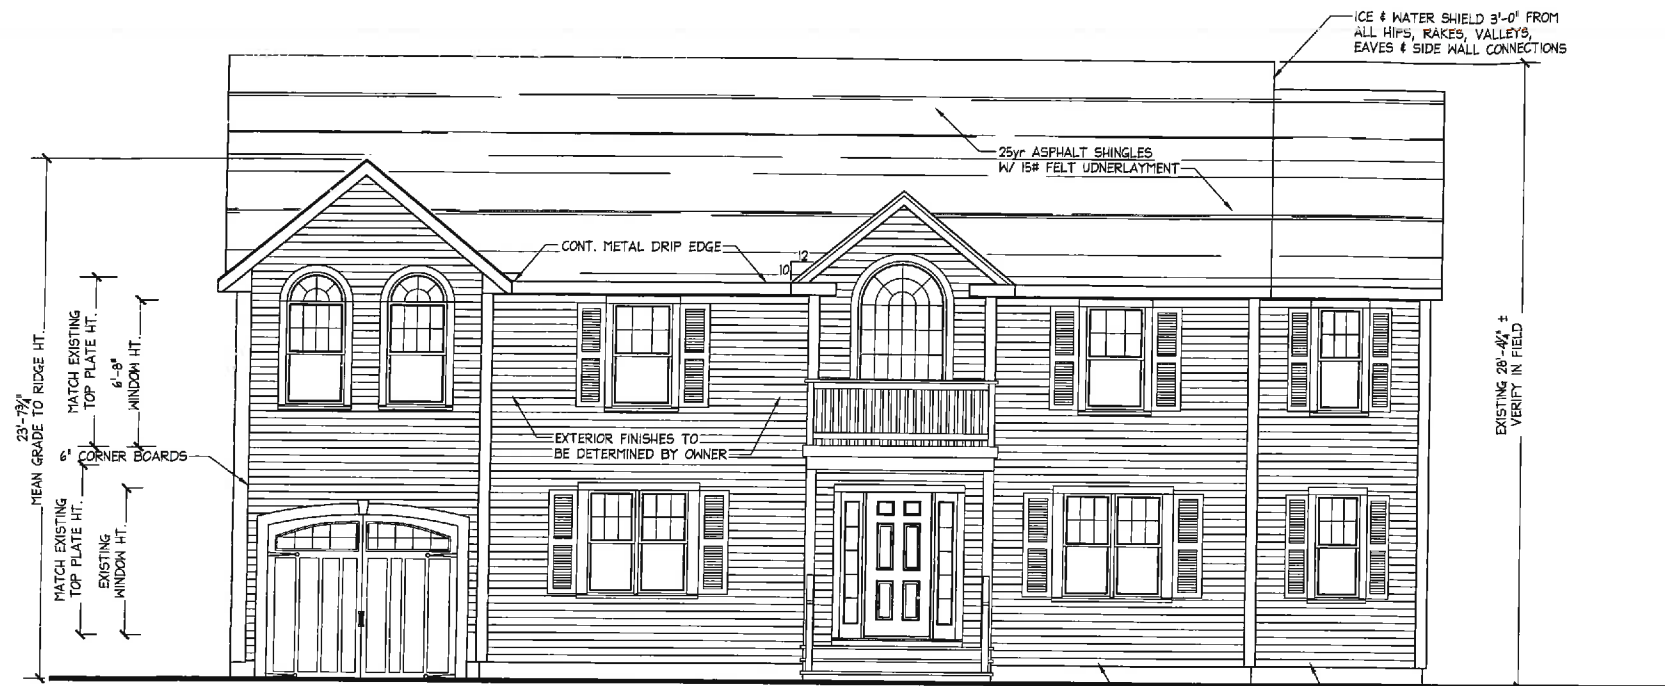 ICE & WATER SHIELD 3'-0" FROM
ALL HIPS, RAKES, VALLEYS,
EAVES & SIDE WALL CONNECTIONS
25yr ASPHALT SHINGLES
W/ 15# FELT UDNERLAYMENT
CONT. METAL DRIP EDGE
12
10
23'-7¾"
MEAN GRADE TO RIDGE HT.
MATCH EXISTING
TOP PLATE HT.
6'-8"
WINDOW HT.
EXISTING 28'-4¼" ±
VERIFY IN FIELD
EXTERIOR FINISHES TO
BE DETERMINED BY OWNER
6" CORNER BOARDS
MATCH EXISTING
TOP PLATE HT.
EXISTING
WINDOW HT.